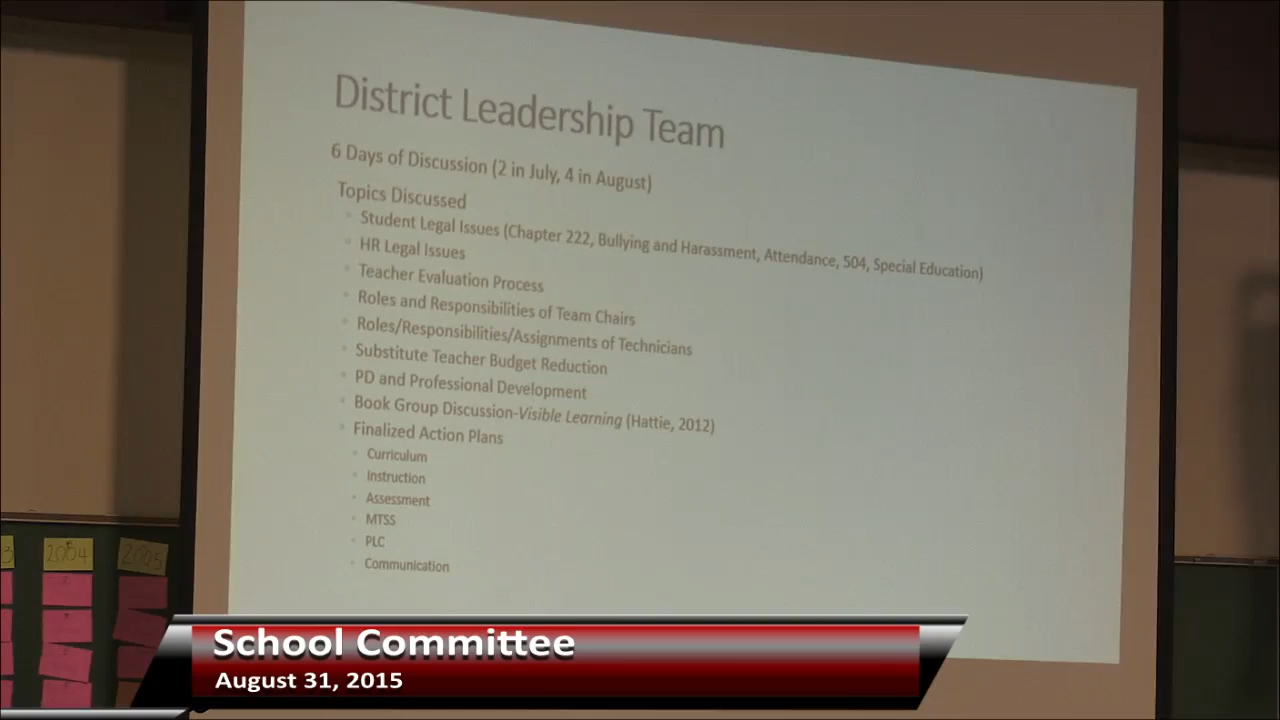 District Leadership Team
6 Days of Discussion (2 in July, 4 in August)
Topics Discussed
Student Legal Issues (Chapter 222, Bullying and Harassment, Attendance, 504, Special Education)
HR Legal Issues
Teacher Evaluation Process
Roles and Responsibilities of Team Chairs
Roles/Responsibilities/Assignments of Technicians
Substitute Teacher Budget Reduction
PD and Professional Development
Book Group Discussion-Visible Learning (Hattie, 2012)
Finalized Action Plans
Curriculum
Instruction
Assessment
MTSS
PLC
Communication
3 2004 2005
School Committee
August 31, 2015